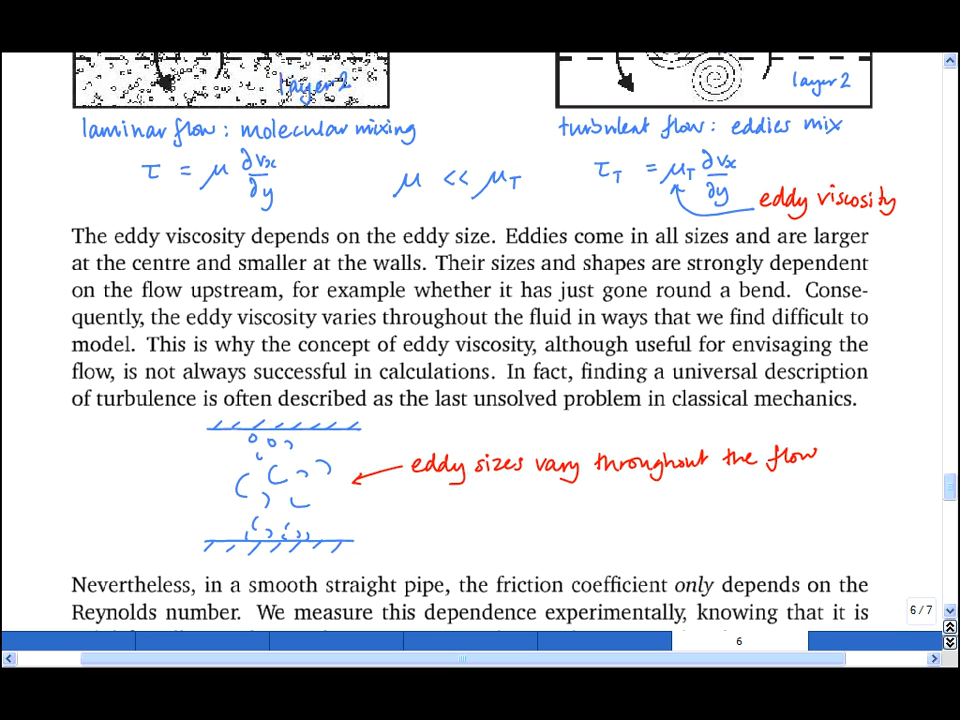 layer 2
layer 2
laminar flow : molecular mixing
turbulent flow : eddies mix
τ = μ ∂vx/∂y
μ << μT
τT = μT ∂vx/∂y
eddy viscosity
The eddy viscosity depends on the eddy size. Eddies come in all sizes and are larger
at the centre and smaller at the walls. Their sizes and shapes are strongly dependent
on the flow upstream, for example whether it has just gone round a bend. Conse-
quently, the eddy viscosity varies throughout the fluid in ways that we find difficult to
model. This is why the concept of eddy viscosity, although useful for envisaging the
flow, is not always successful in calculations. In fact, finding a universal description
of turbulence is often described as the last unsolved problem in classical mechanics.
eddy sizes vary throughout the flow
Nevertheless, in a smooth straight pipe, the friction coefficient only depends on the
Reynolds number. We measure this dependence experimentally, knowing that it is
6 / 7
6